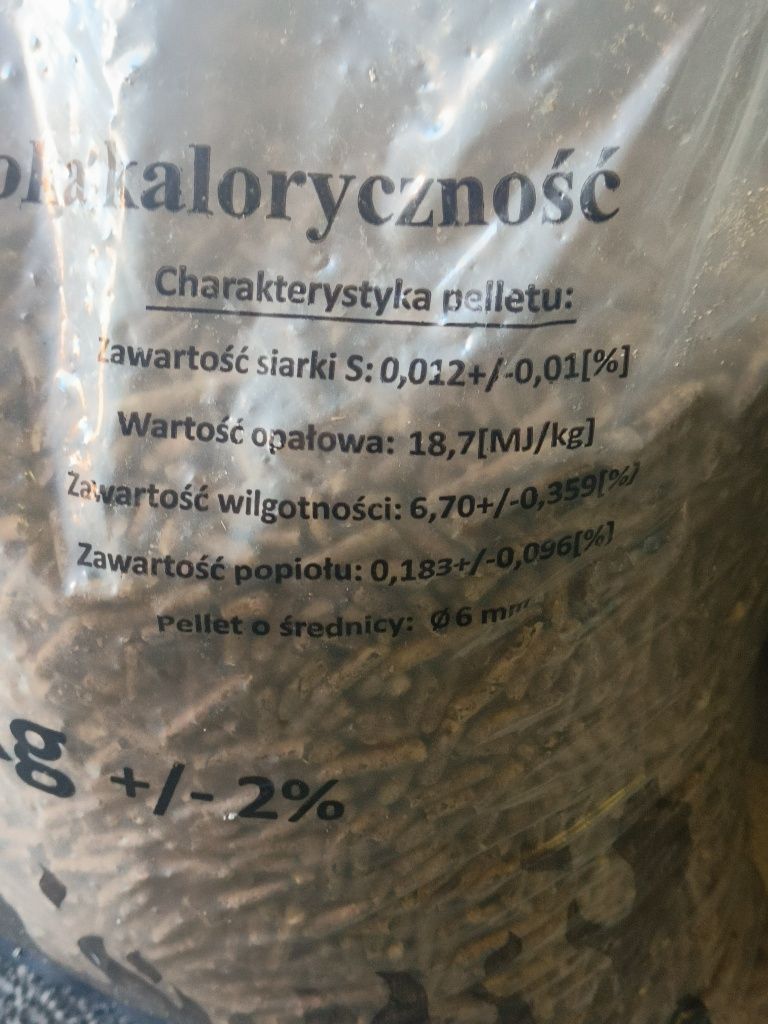 kaloryczność
Charakterystyka pelletu:
Zawartość siarki S: 0,012+/-0,01[%]
Wartość opałowa: 18,7[MJ/kg]
Zawartość wilgotności: 6,70+/-0,359[%]
Zawartość popiołu: 0,183+/-0,096[%]
Pellet o średnicy: Ø 6 mm
kg +/- 2%